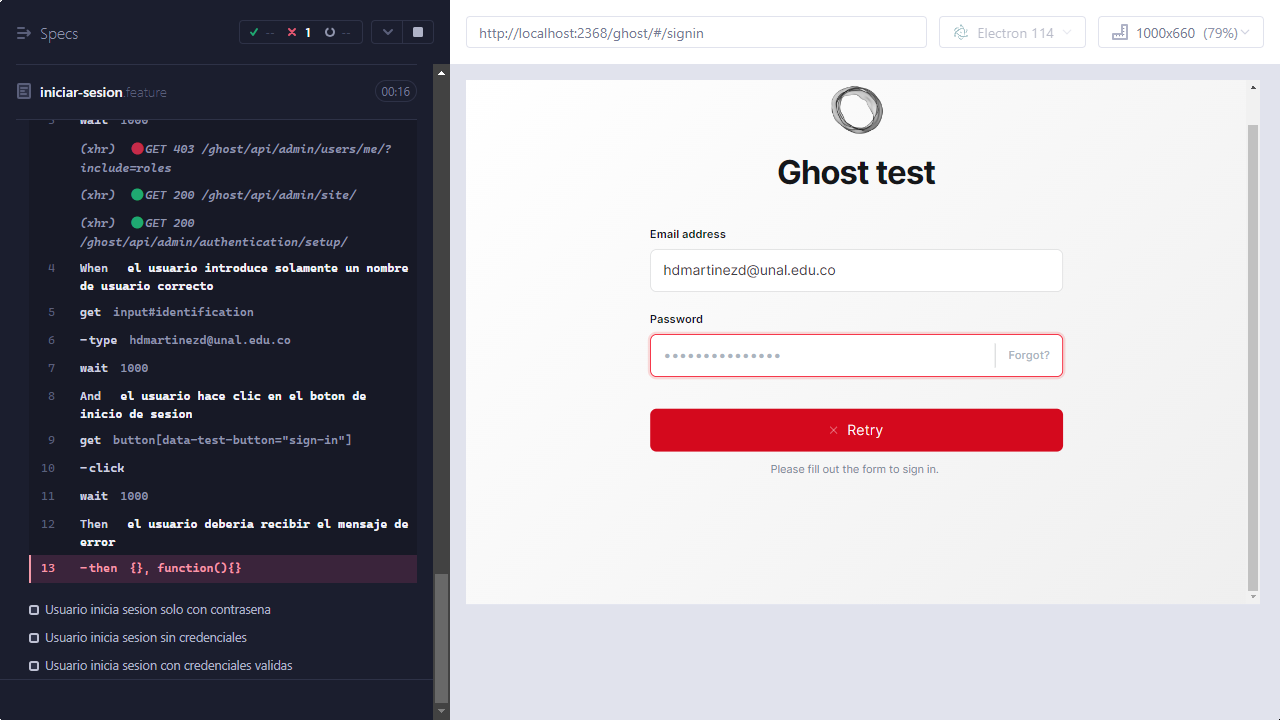 Specs
-- 1 --
http://localhost:2368/ghost/#/signin
Electron 114
1000x660 (79%)
iniciar-sesion.feature
00:16
3 wait 1000
(xhr) GET 403 /ghost/api/admin/users/me/?
include=roles
(xhr) GET 200 /ghost/api/admin/site/
(xhr) GET 200
/ghost/api/admin/authentication/setup/
4 When el usuario introduce solamente un nombre
de usuario correcto
5 get input#identification
6 -type hdmartinezd@unal.edu.co
7 wait 1000
8 And el usuario hace clic en el boton de
inicio de sesion
9 get button[data-test-button="sign-in"]
10 -click
11 wait 1000
12 Then el usuario deberia recibir el mensaje de
error
13 -then {}, function(){}
Usuario inicia sesion solo con contrasena
Usuario inicia sesion sin credenciales
Usuario inicia sesion con credenciales validas
Ghost test
Email address
hdmartinezd@unal.edu.co
Password
•••••••••••••••
Forgot?
Retry
Please fill out the form to sign in.